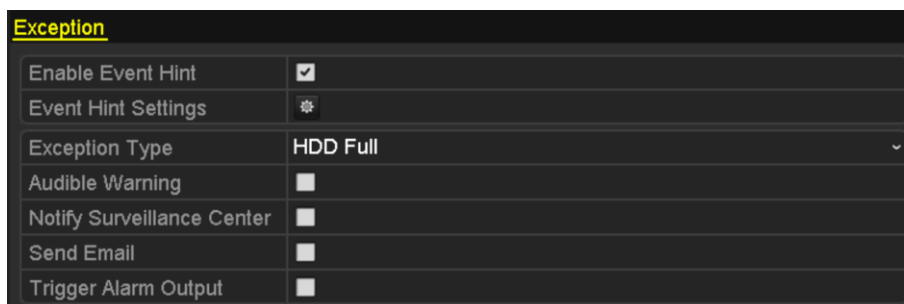 Exception
Enable Event Hint
Event Hint Settings
Exception Type HDD Full
Audible Warning
Notify Surveillance Center
Send Email
Trigger Alarm Output